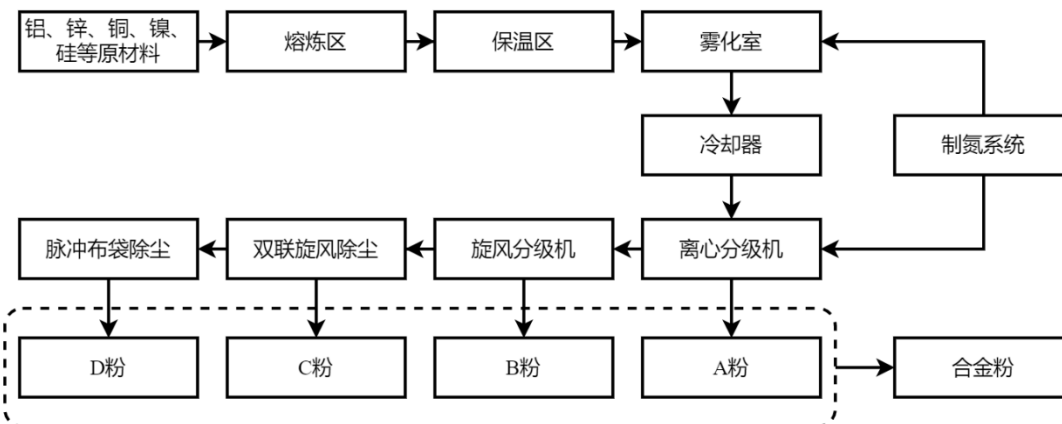 铝、锌、铜、镍、
硅等原材料
熔炼区
保温区
雾化室
冷却器
制氮系统
脉冲布袋除尘
双联旋风除尘
旋风分级机
离心分级机
D粉
C粉
B粉
A粉
合金粉